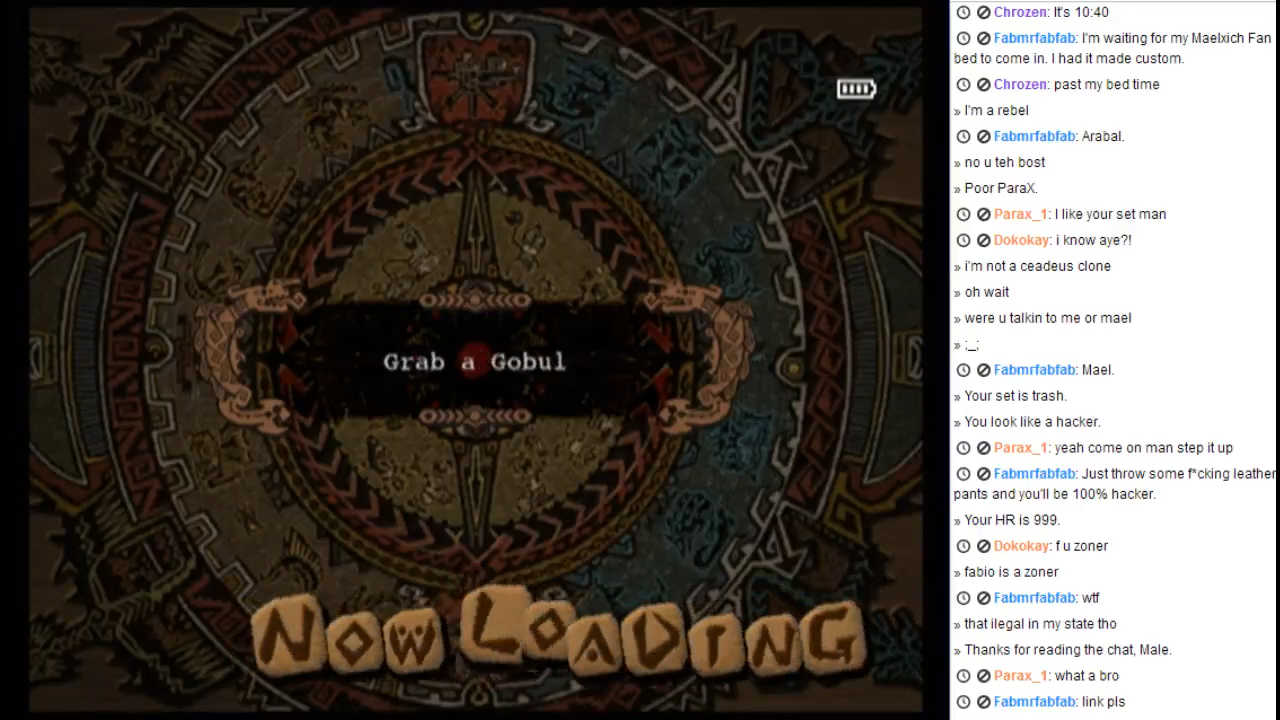 Grab a Gobul
Now Loading
Chrozen: It's 10:40
Fabmrfabfab: I'm waiting for my Maelxich Fan
bed to come in. I had it made custom.
Chrozen: past my bed time
» I'm a rebel
Fabmrfabfab: Arabal.
» no u teh bost
» Poor ParaX.
Parax_1: I like your set man
Dokokay: i know aye?!
» i'm not a ceadeus clone
» oh wait
» were u talkin to me or mael
» ;_;
Fabmrfabfab: Mael.
» Your set is trash.
» You look like a hacker.
Parax_1: yeah come on man step it up
Fabmrfabfab: Just throw some f*cking leather
pants and you'll be 100% hacker.
» Your HR is 999.
Dokokay: f u zoner
» fabio is a zoner
Fabmrfabfab: wtf
» that ilegal in my state tho
» Thanks for reading the chat, Male.
Parax_1: what a bro
Fabmrfabfab: link pls